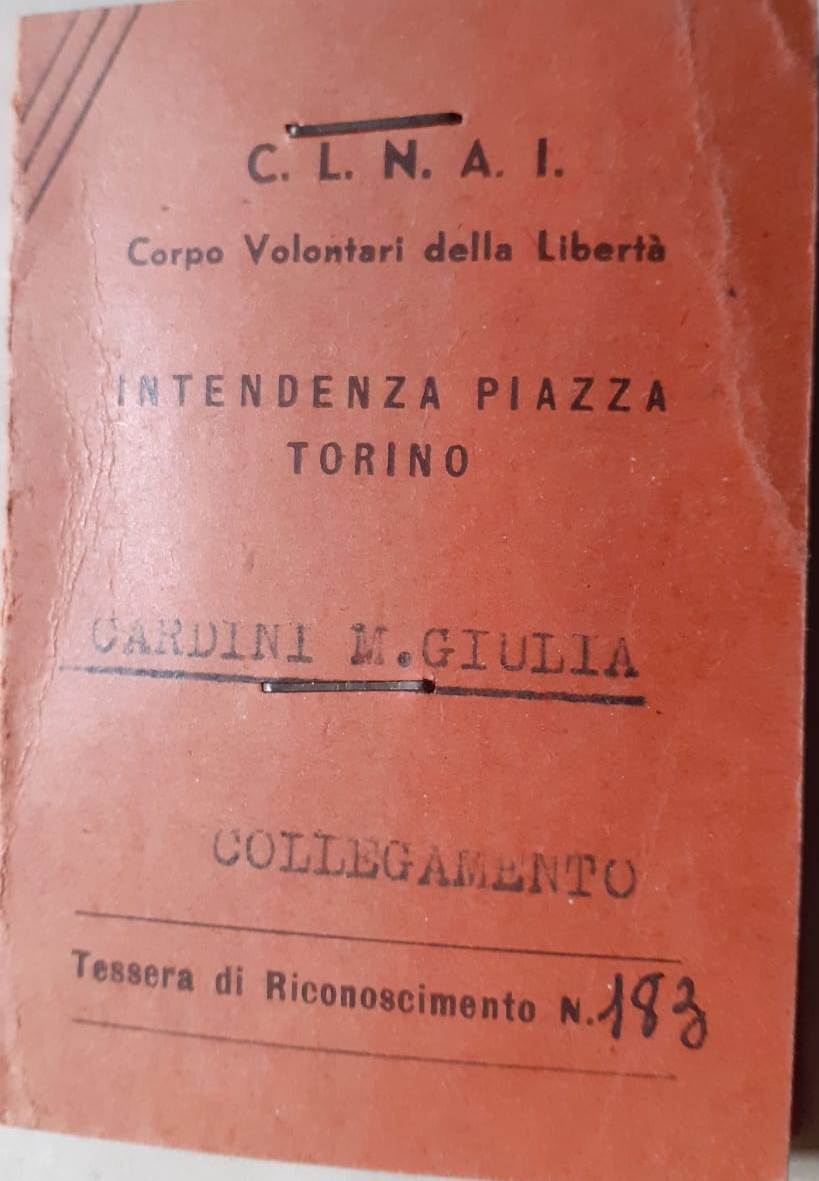 C. L. N. A. I.
Corpo Volontari della Libertà
INTENDENZA PIAZZA
TORINO
CARDINI M.GIULIA
COLLEGAMENTO
Tessera di Riconoscimento N. 183